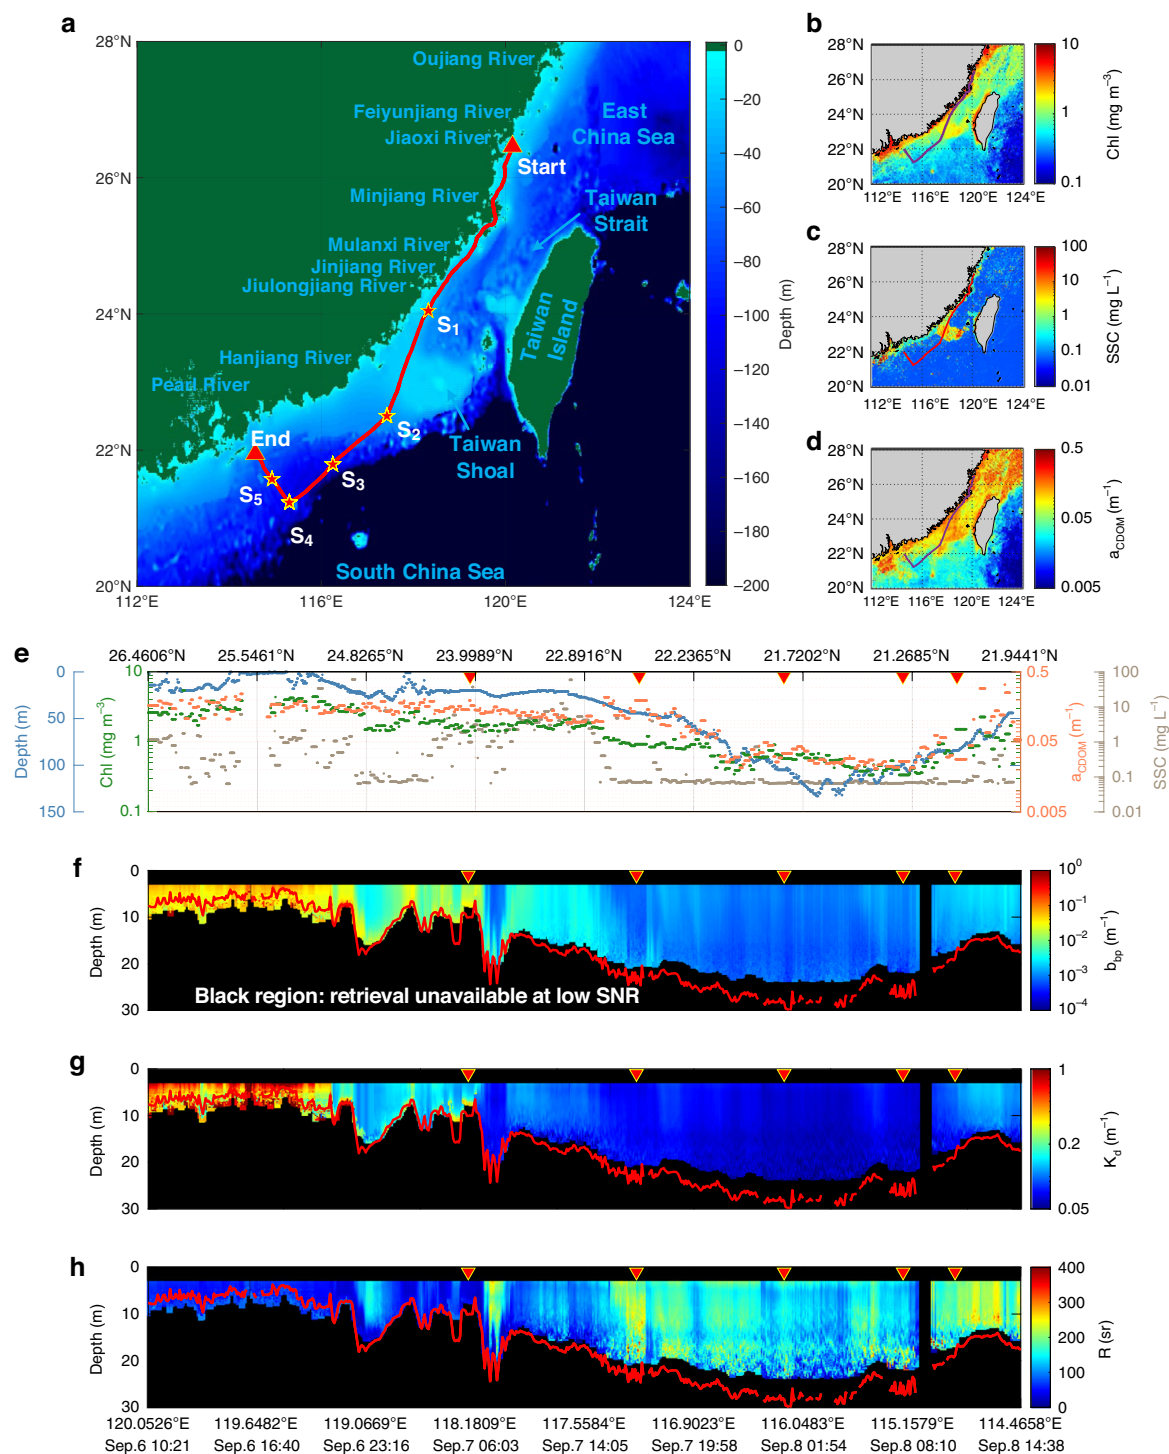 a
28°N
26°N
24°N
22°N
20°N
112°E
116°E
120°E
124°E
Oujiang River
Feiyunjiang River
Jiaoxi River
Minjiang River
Mulanxi River
Jinjiang River
Jiulongjiang River
Hanjiang River
Pearl River
East
China Sea
Start
Taiwan
Strait
Taiwan
Island
S1
S2
S3
S4
S5
End
Taiwan
Shoal
South China Sea
0
−20
−40
−60
−80
−100
−120
−140
−160
−180
−200
Depth (m)
b
28°N
26°N
24°N
22°N
20°N
112°E
116°E
120°E
124°E
10
1
0.1
Chl (mg m−3)
c
28°N
26°N
24°N
22°N
20°N
112°E
116°E
120°E
124°E
100
10
1
0.1
0.01
SSC (mg L−1)
d
28°N
26°N
24°N
22°N
20°N
112°E
116°E
120°E
124°E
0.5
0.05
0.005
aCDOM (m−1)
e
26.4606°N 25.5461°N 24.8265°N 23.9989°N 22.8916°N 22.2365°N 21.7202°N 21.2685°N 21.9441°N
0
50
100
150
Depth (m)
10
1
0.1
Chl (mg m−3)
0.5
0.05
0.005
aCDOM (m−1)
100
10
1
0.1
0.01
SSC (mg L−1)
f
0
10
20
30
Depth (m)
Black region: retrieval unavailable at low SNR
10^0
10^−1
10^−2
10^−3
10^−4
bbp (m−1)
g
0
10
20
30
Depth (m)
1
0.2
0.05
Kd (m−1)
h
0
10
20
30
Depth (m)
400
300
200
100
0
R (sr)
120.0526°E 119.6482°E 119.0669°E 118.1809°E 117.5584°E 116.9023°E 116.0483°E 115.1579°E 114.4658°E
Sep.6 10:21 Sep.6 16:40 Sep.6 23:16 Sep.7 06:03 Sep.7 14:05 Sep.7 19:58 Sep.8 01:54 Sep.8 08:10 Sep.8 14:38